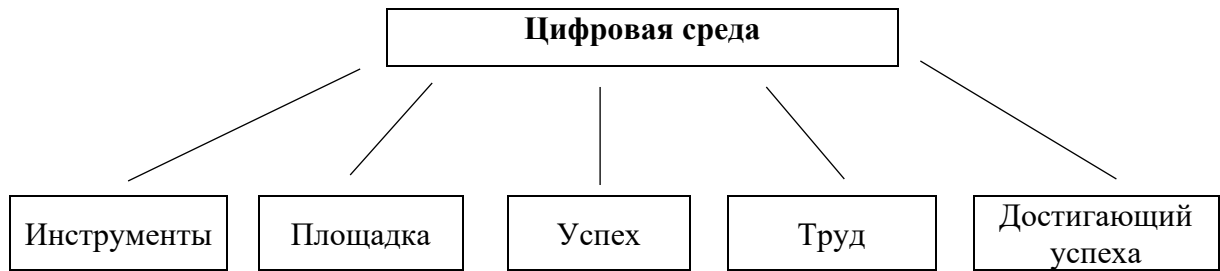 Цифровая среда
Инструменты
Площадка
Успех
Труд
Достигающий
успеха